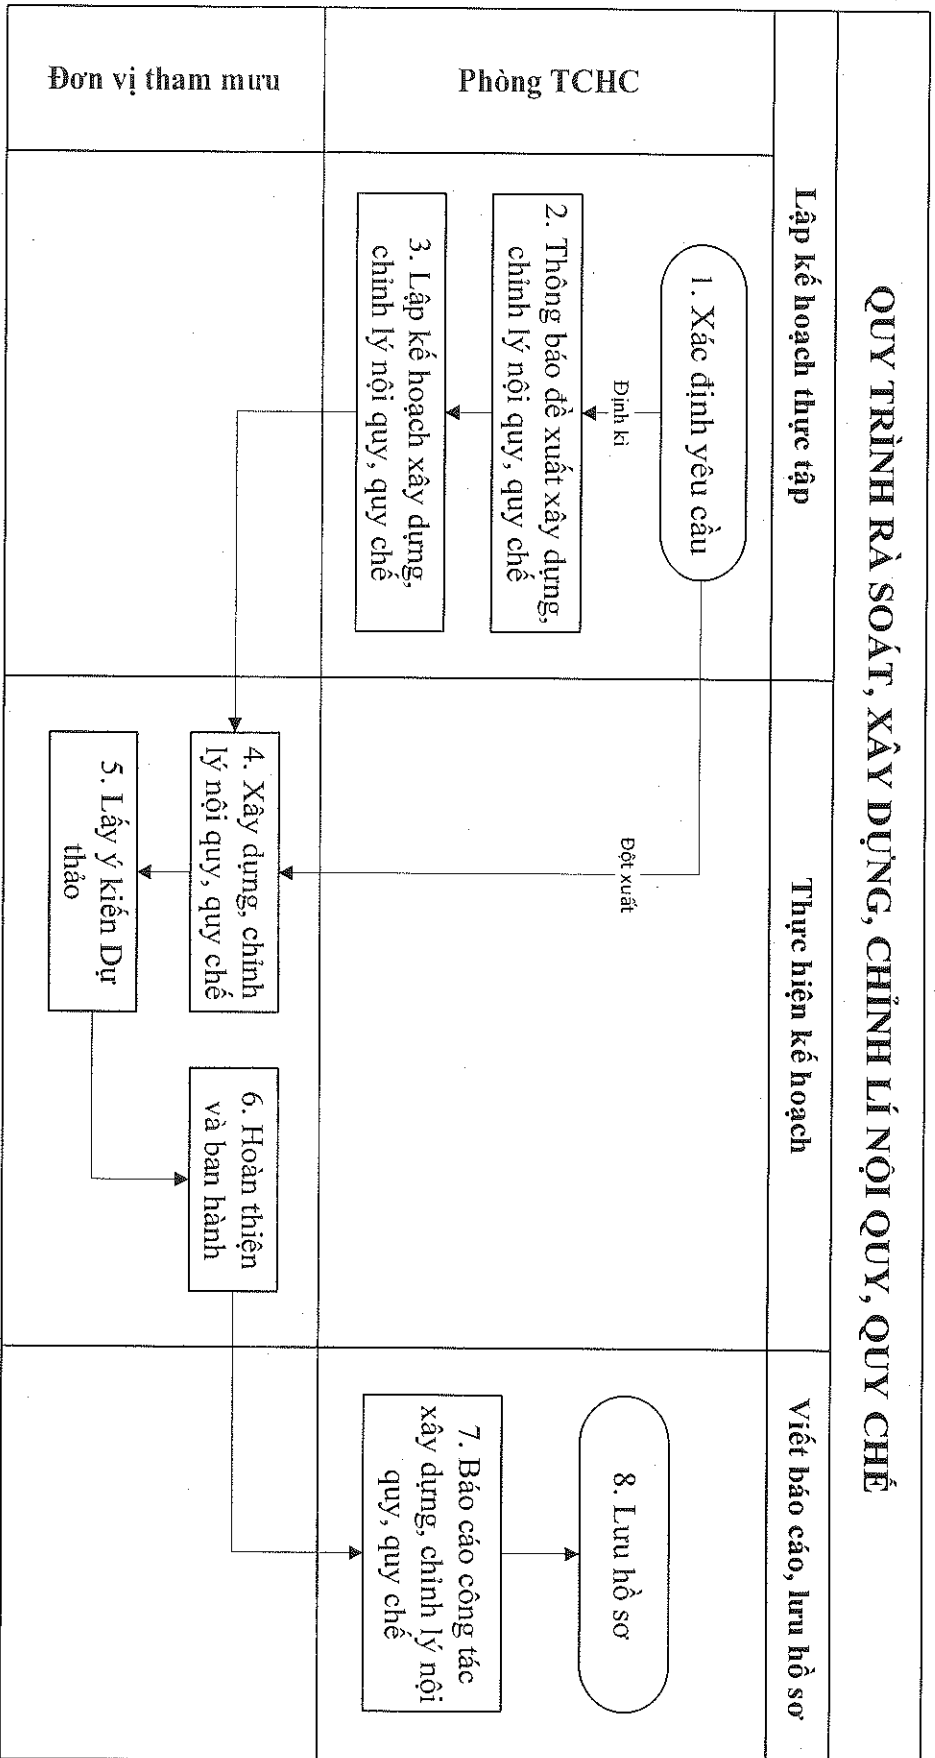 QUY TRÌNH RÀ SOÁT, XÂY DỰNG, CHỈNH LÍ NỘI QUY, QUY CHẾ
Lập kế hoạch thực tập
Thực hiện kế hoạch
Viết báo cáo, lưu hồ sơ
Phòng TCHC
1. Xác định yêu cầu
Định kì
Đột xuất
2. Thông báo đề xuất xây dựng,
chỉnh lý nội quy, quy chế
3. Lập kế hoạch xây dựng,
chỉnh lý nội quy, quy chế
8. Lưu hồ sơ
7. Báo cáo công tác
xây dựng, chỉnh lý nội
quy, quy chế
Đơn vị tham mưu
4. Xây dựng, chỉnh
lý nội quy, quy chế
5. Lấy ý kiến Dự
thảo
6. Hoàn thiện
và ban hành